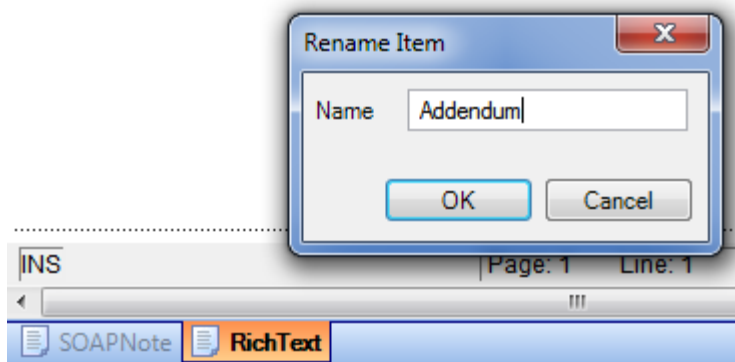 Rename Item
Name Addendum
OK Cancel
INS Page: 1 Line: 1
SOAPNote RichText